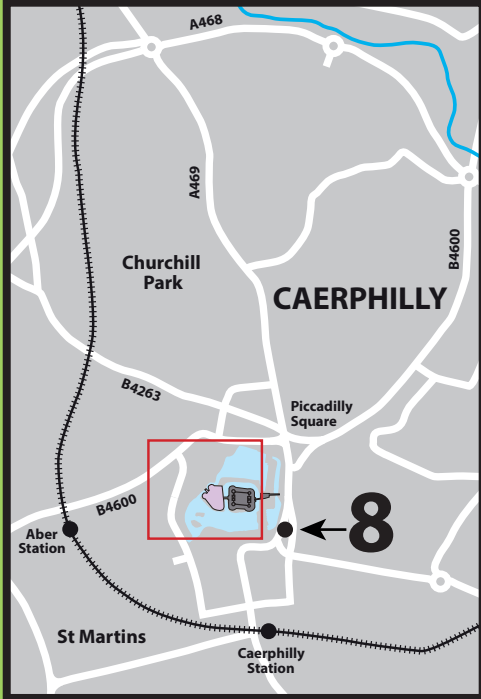 A468
A469
B4600
Churchill
Park
CAERPHILLY
B4263
Piccadilly
Square
B4600
Aber
Station
8
St Martins
Caerphilly
Station